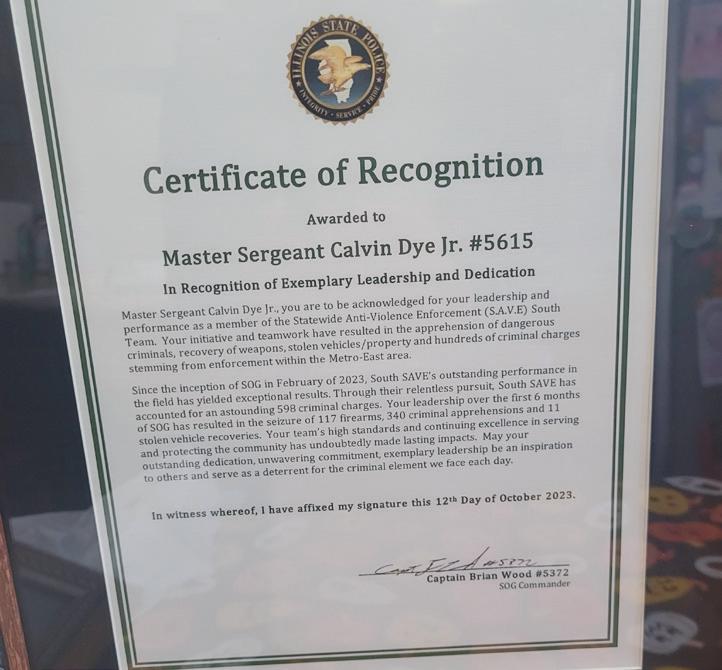 ILLINOIS STATE POLICE
INTEGRITY • SERVICE • PRIDE
Certificate of Recognition
Awarded to
Master Sergeant Calvin Dye Jr. #5615
In Recognition of Exemplary Leadership and Dedication
Master Sergeant Calvin Dye Jr., you are to be acknowledged for your leadership and
performance as a member of the Statewide Anti-Violence Enforcement (S.A.V.E) South
Team. Your initiative and teamwork have resulted in the apprehension of dangerous
criminals, recovery of weapons, stolen vehicles/property and hundreds of criminal charges
stemming from enforcement within the Metro-East area.
Since the inception of SOG in February of 2023, South SAVE's outstanding performance in
the field has yielded exceptional results. Through their relentless pursuit, South SAVE has
accounted for an astounding 598 criminal charges. Your leadership over the first 6 months
of SOG has resulted in the seizure of 117 firearms, 340 criminal apprehensions and 11
stolen vehicle recoveries. Your team's high standards and continuing excellence in serving
and protecting the community has undoubtedly made lasting impacts. May your
outstanding dedication, unwavering commitment, exemplary leadership be an inspiration
to others and serve as a deterrent for the criminal element we face each day.
In witness whereof, I have affixed my signature this 12th Day of October 2023.
Capt #5372
Captain Brian Wood #5372
SOG Commander